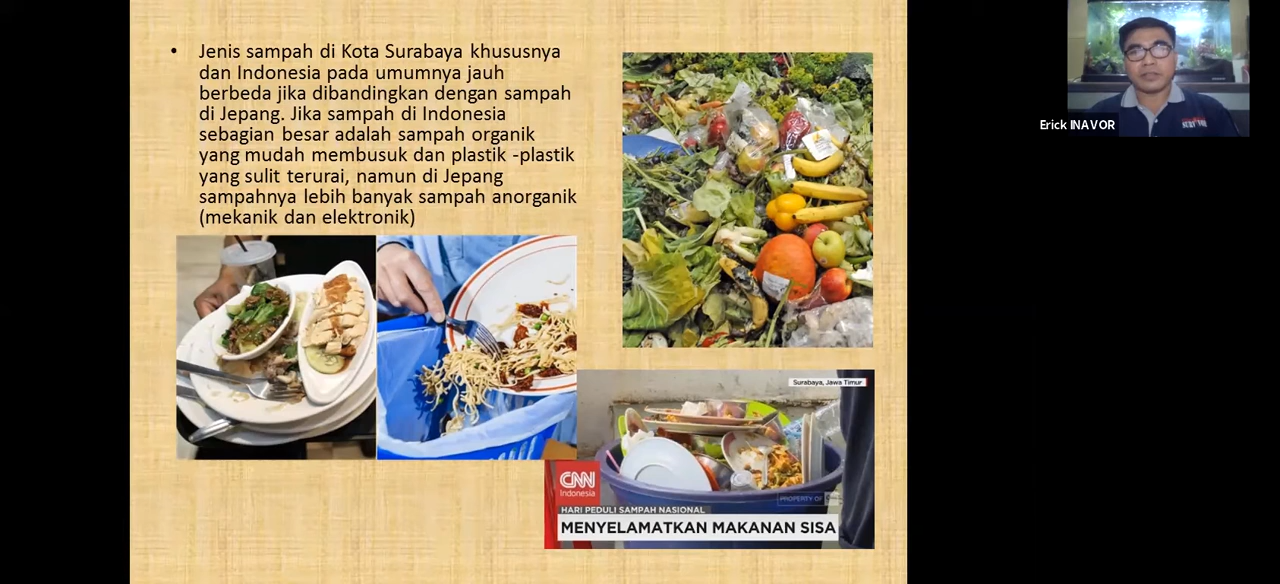 • Jenis sampah di Kota Surabaya khususnya
dan Indonesia pada umumnya jauh
berbeda jika dibandingkan dengan sampah
di Jepang. Jika sampah di Indonesia
sebagian besar adalah sampah organik
yang mudah membusuk dan plastik -plastik
yang sulit terurai, namun di Jepang
sampahnya lebih banyak sampah anorganik
(mekanik dan elektronik)
Erick INAVOR
Surabaya, Jawa Timur
PROPERTY OF
CNN
Indonesia
HARI PEDULI SAMPAH NASIONAL
MENYELAMATKAN MAKANAN SISA